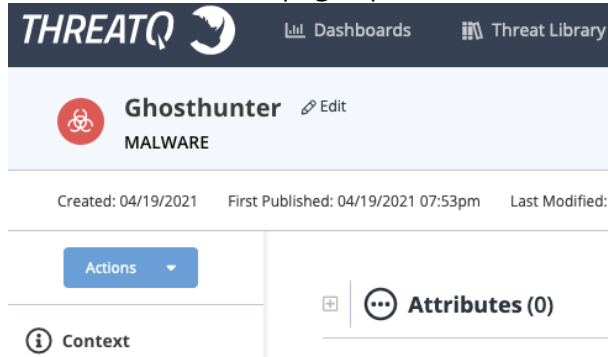 THREATQ Dashboards Threat Library
Ghosthunter Edit
MALWARE
Created: 04/19/2021 First Published: 04/19/2021 07:53pm Last Modified:
Actions
Attributes (0)
Context